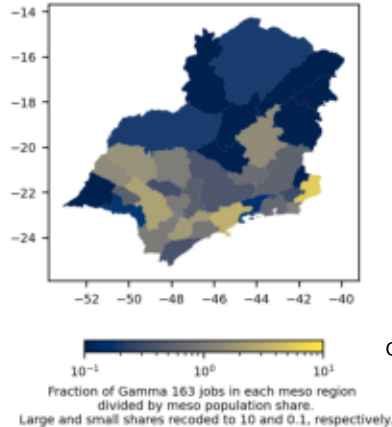 −14
−16
−18
−20
−22
−24
−52 −50 −48 −46 −44 −42 −40
10⁻¹ 10⁰ 10¹
Fraction of Gamma 163 jobs in each meso region
divided by meso population share.
Large and small shares recoded to 10 and 0.1, respectively,